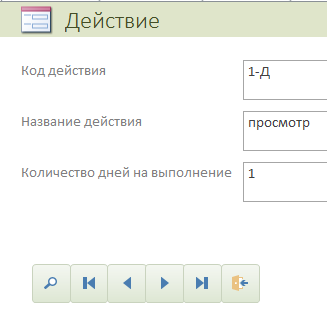 Действие
Код действия
1-Д
Название действия
просмотр
Количество дней на выполнение
1